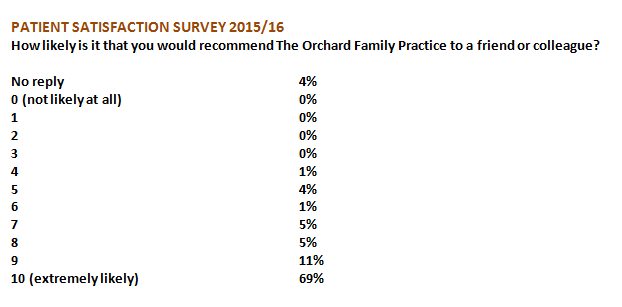 PATIENT SATISFACTION SURVEY 2015/16
How likely is it that you would recommend The Orchard Family Practice to a friend or colleague?
No reply 4%
0 (not likely at all) 0%
1 0%
2 0%
3 0%
4 1%
5 4%
6 1%
7 5%
8 5%
9 11%
10 (extremely likely) 69%